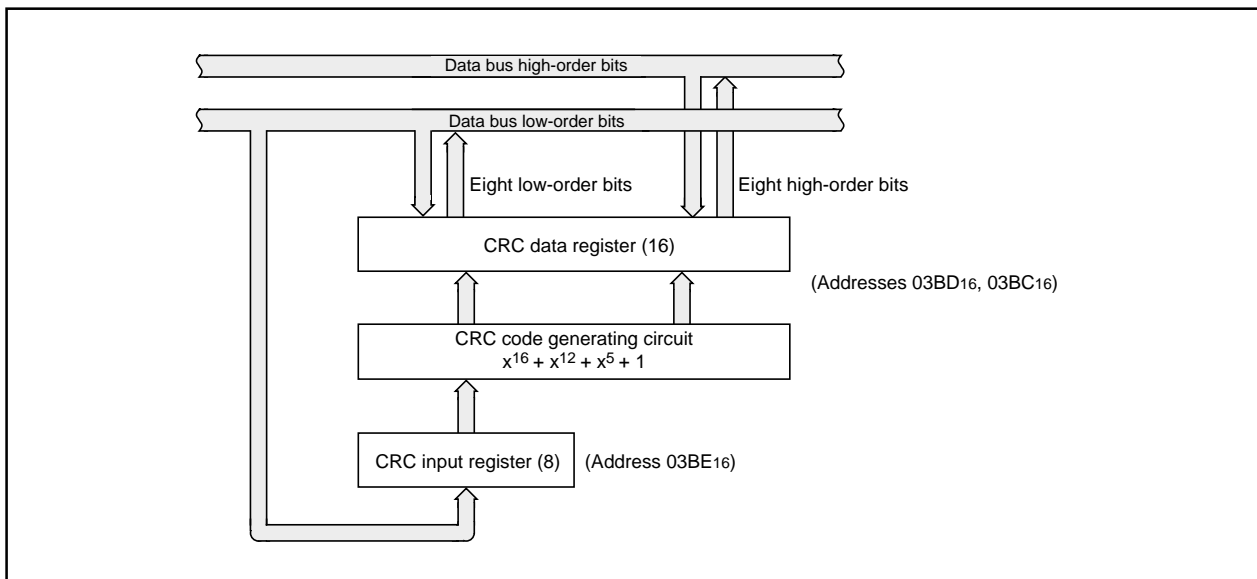 Data bus high-order bits
Data bus low-order bits
Eight low-order bits
Eight high-order bits
CRC data register (16)
(Addresses 03BD16, 03BC16)
CRC code generating circuit
x16 + x12 + x5 + 1
CRC input register (8)
(Address 03BE16)